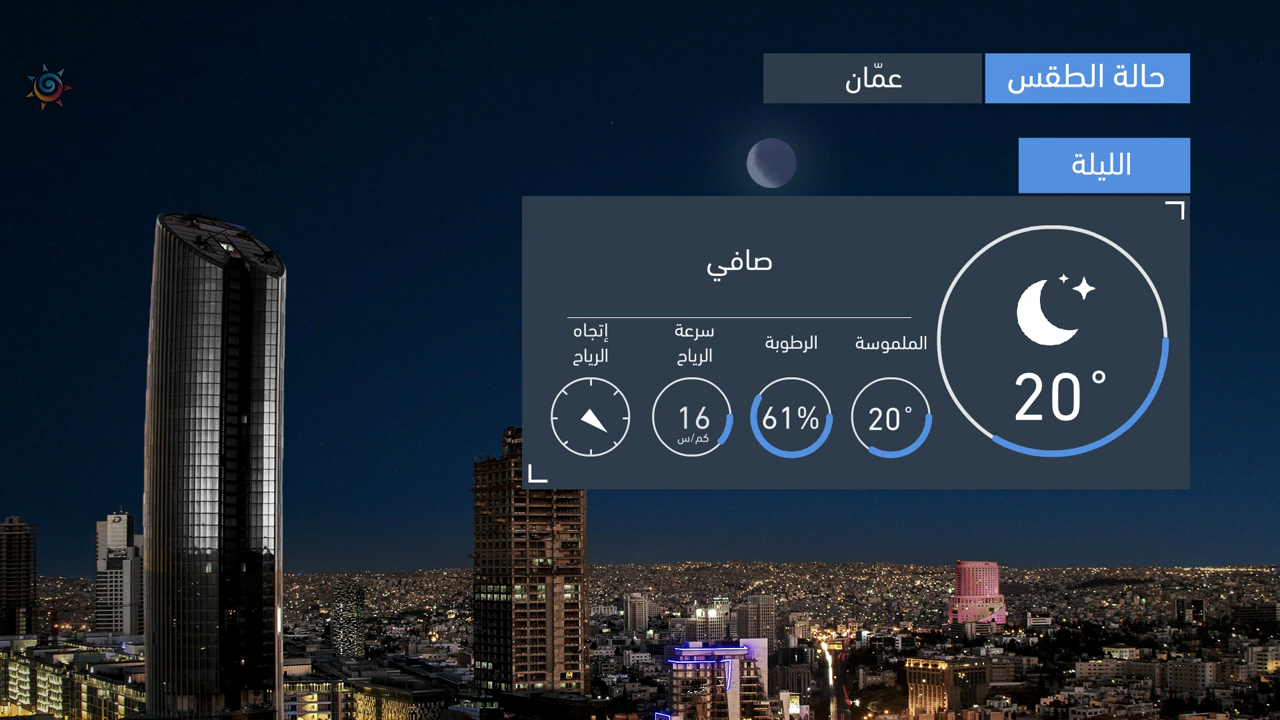 حالة الطقس
عمّان
الليلة
صافي
20°
الملموسة
20°
الرطوبة
61%
سرعة
الرياح
16
كم/س
إتجاه
الرياح